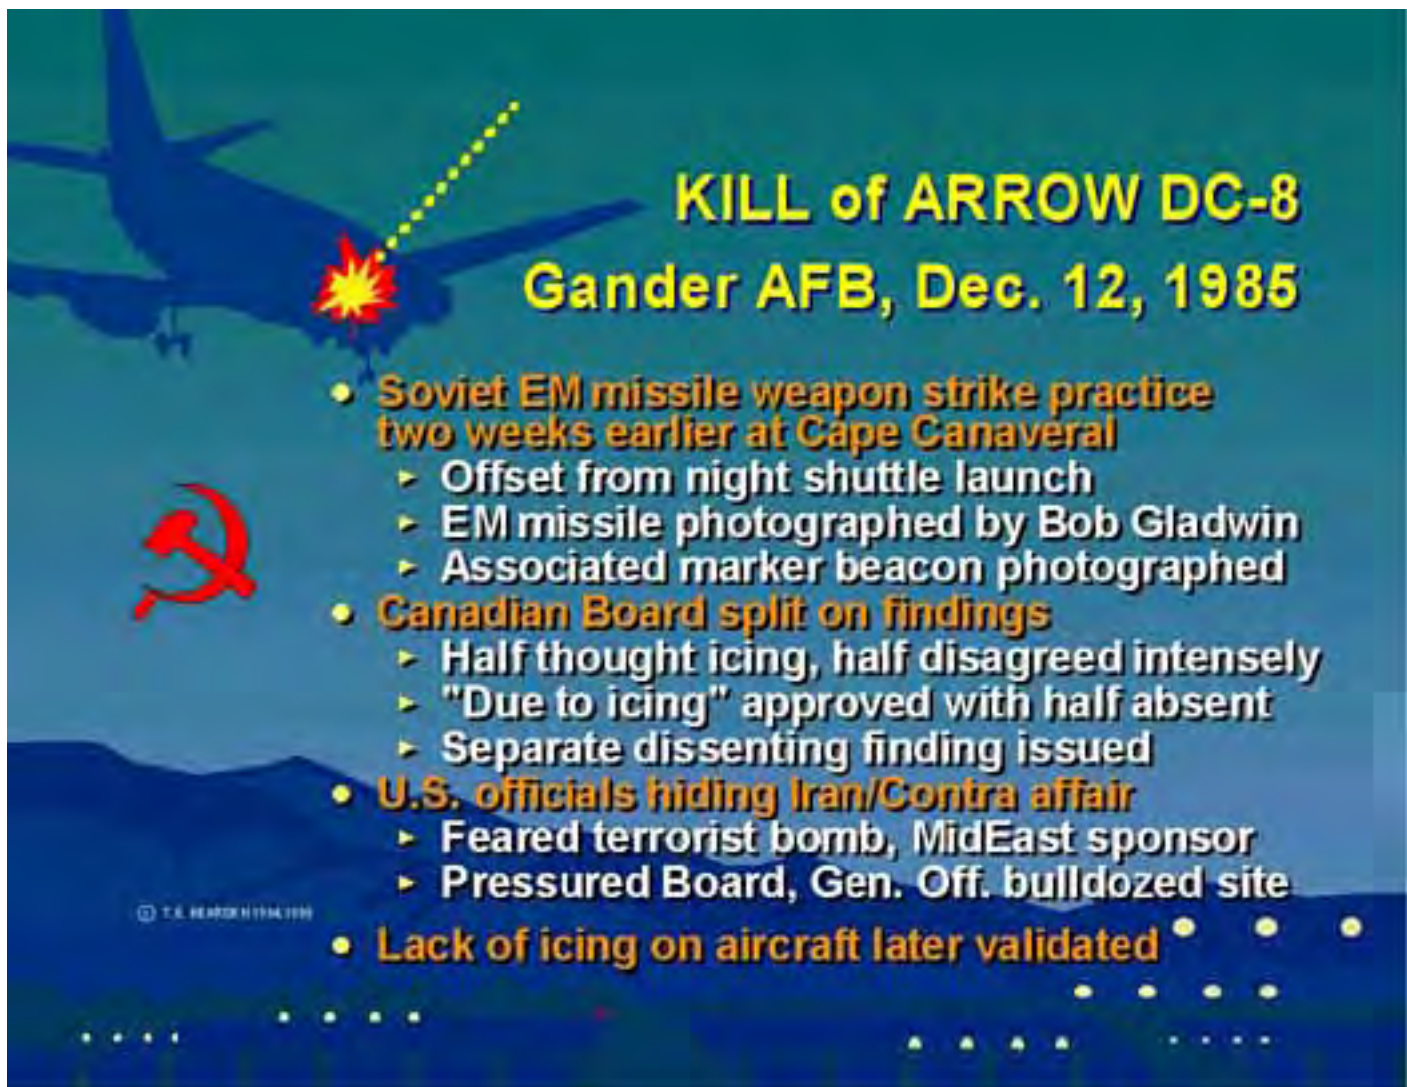 KILL of ARROW DC-8
Gander AFB, Dec. 12, 1985
• Soviet EM missile weapon strike practice
two weeks earlier at Cape Canaveral
► Offset from night shuttle launch
► EM missile photographed by Bob Gladwin
► Associated marker beacon photographed
• Canadian Board split on findings
► Half thought icing, half disagreed intensely
► "Due to icing" approved with half absent
► Separate dissenting finding issued
• U.S. officials hiding Iran/Contra affair
► Feared terrorist bomb, MidEast sponsor
► Pressured Board, Gen. Off. bulldozed site
© T.E. BEARDEN
• Lack of icing on aircraft later validated